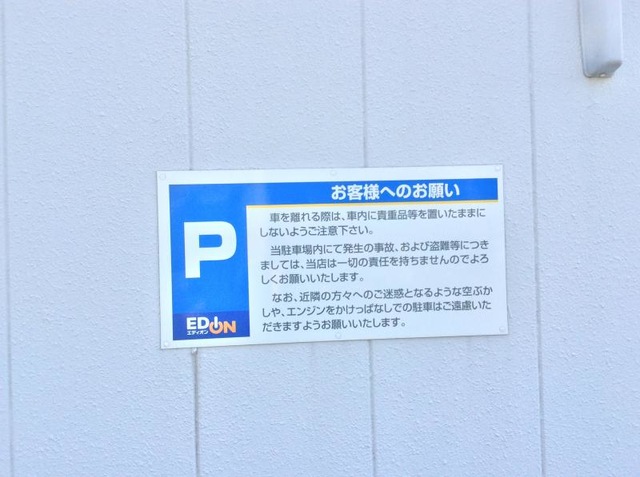 P
EDION
エディオン
お客様へのお願い
車を離れる際は、車内に貴重品等を置いたままに
しないようご注意下さい。
当駐車場内にて発生の事故、および盗難等につき
ましては、当店は一切の責任を持ちませんのでよろ
しくお願いいたします。
なお、近隣の方々へのご迷惑となるような空ぶか
しや、エンジンをかけっぱなしでの駐車はご遠慮いた
だきますようお願いいたします。